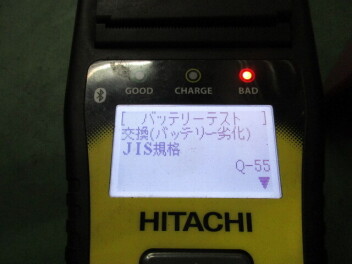 GOOD CHARGE BAD
[ バッテリーテスト ]
交換(バッテリー劣化)
JIS規格
Q-55
HITACHI